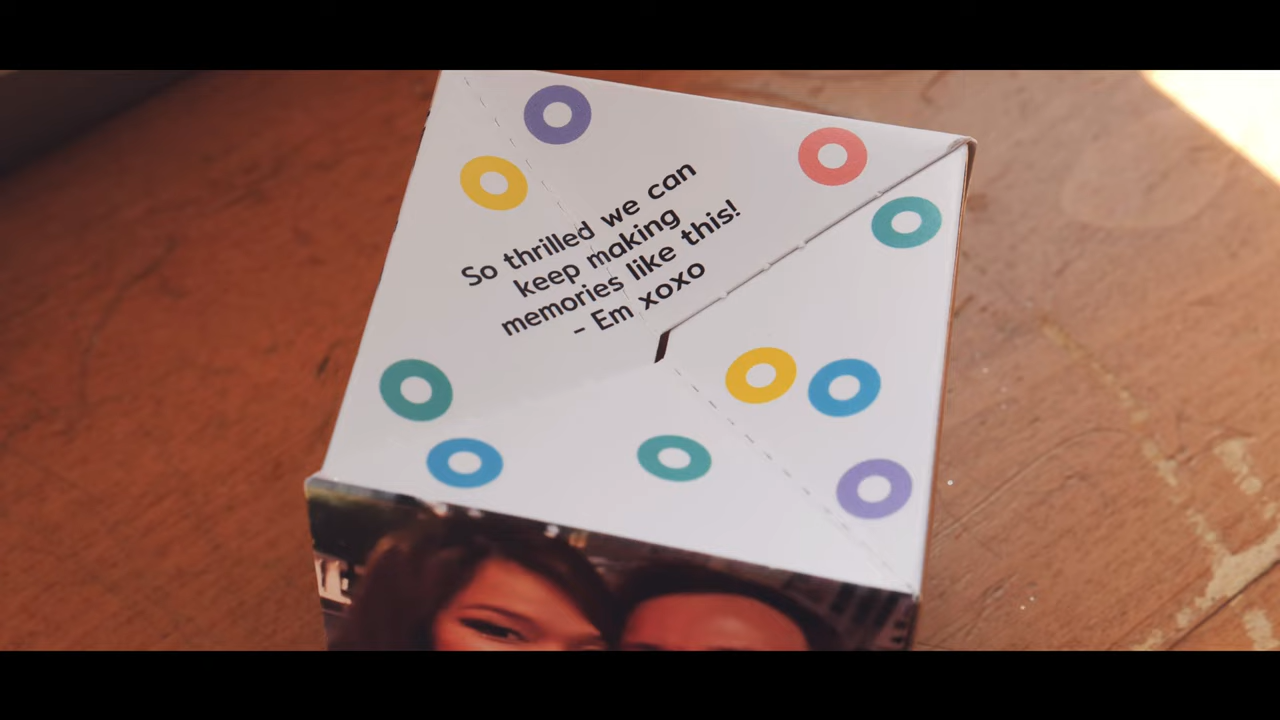 So thrilled we can
keep making
memories like this!
- Em xoxo